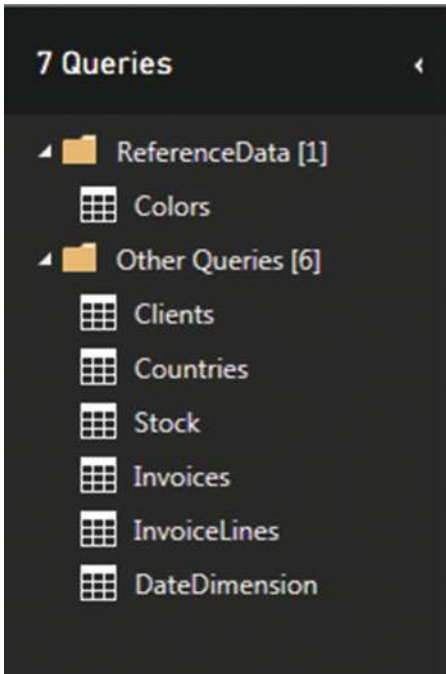 7 Queries
ReferenceData [1]
Colors
Other Queries [6]
Clients
Countries
Stock
Invoices
InvoiceLines
DateDimension